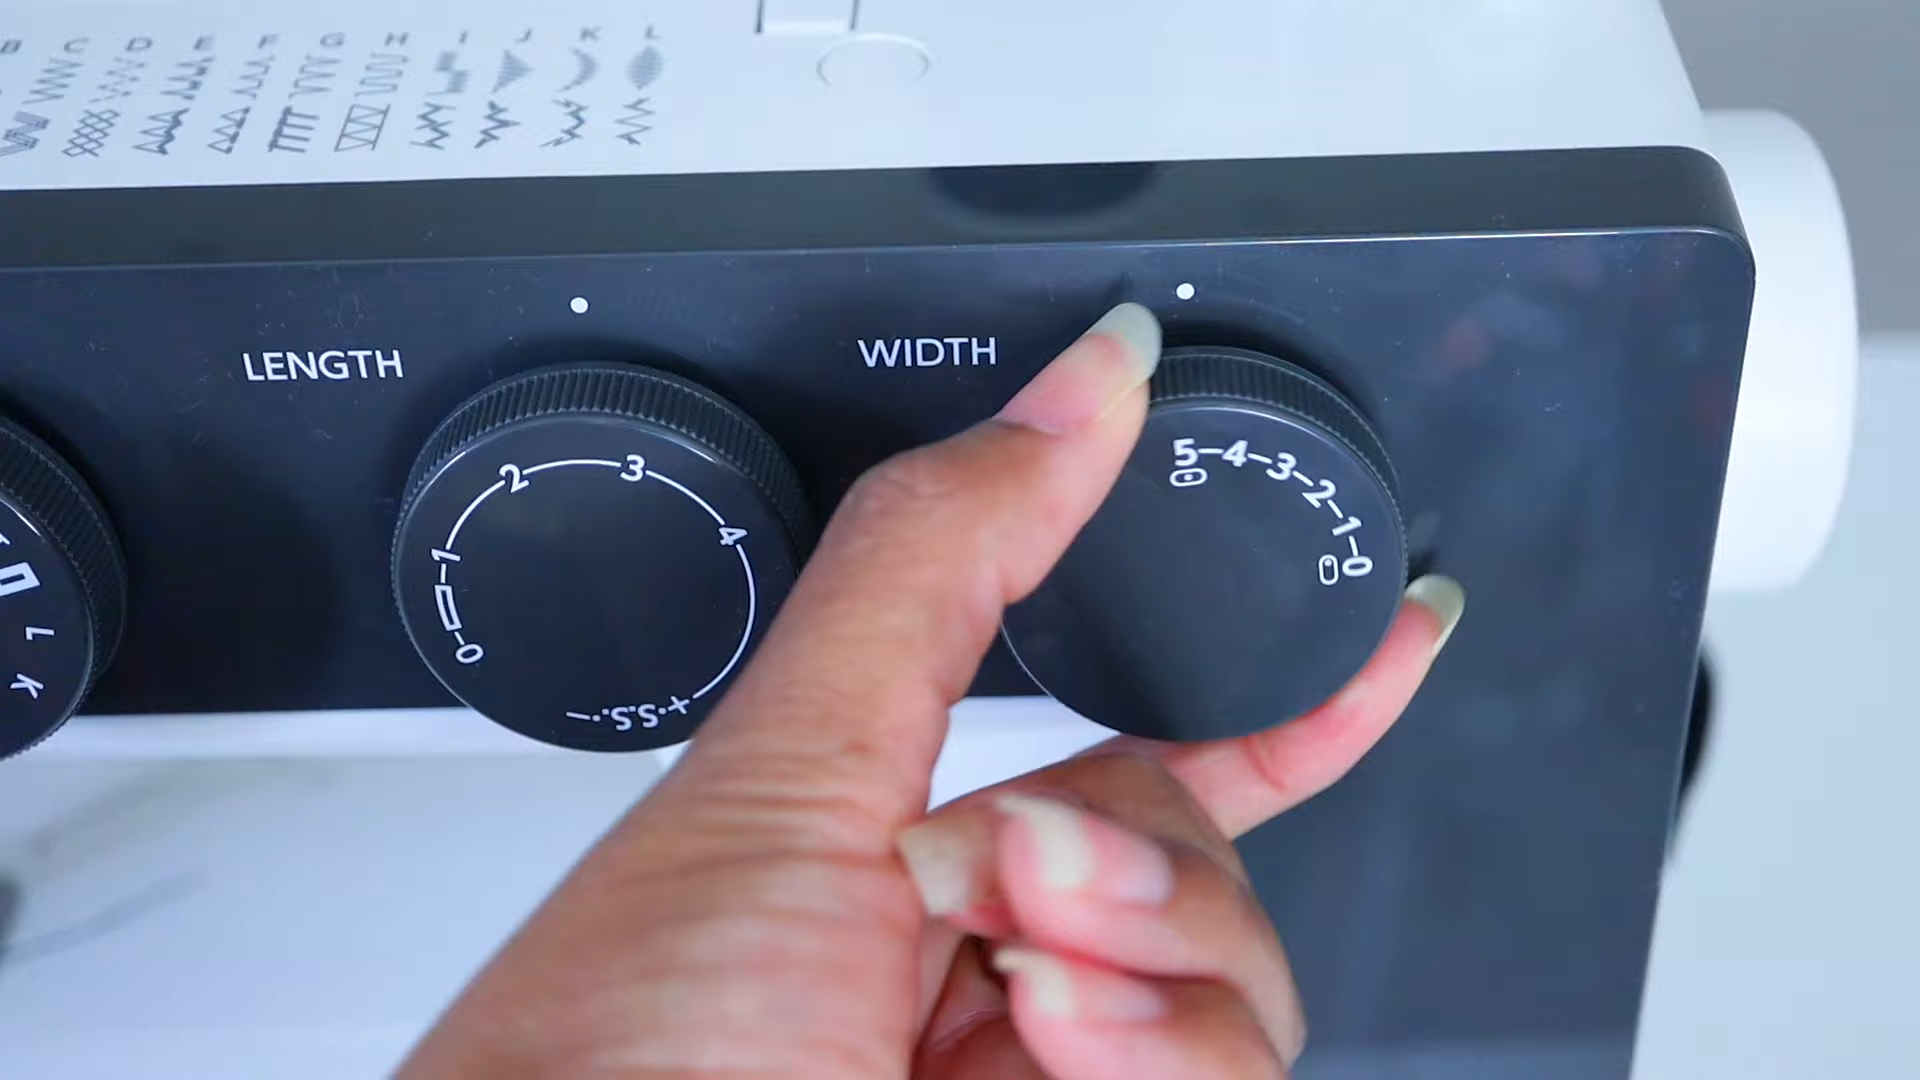 B C D E F G H I J K L
LENGTH
WIDTH
0 1 2 3 4 + S.S. −
5-4-3-2-1-0
L
K